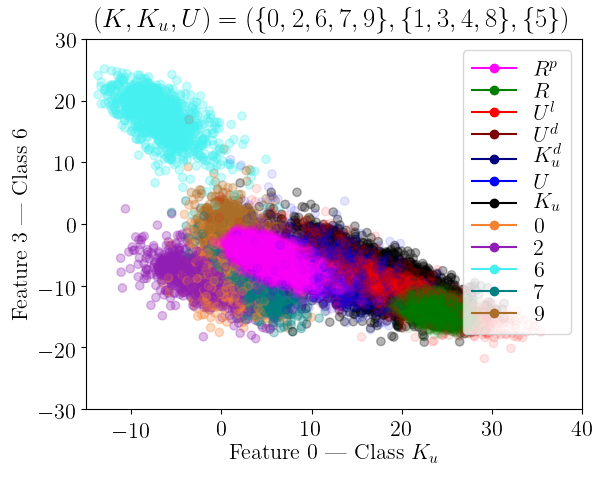 (K, K_u, U) = ({0, 2, 6, 7, 9}, {1, 3, 4, 8}, {5})
30
20
10
0
−10
−20
−30
Feature 3 — Class 6
R^p
R
U^l
U^d
K_u^d
U
K_u
0
2
6
7
9
−10
0
10
20
30
40
Feature 0 — Class K_u